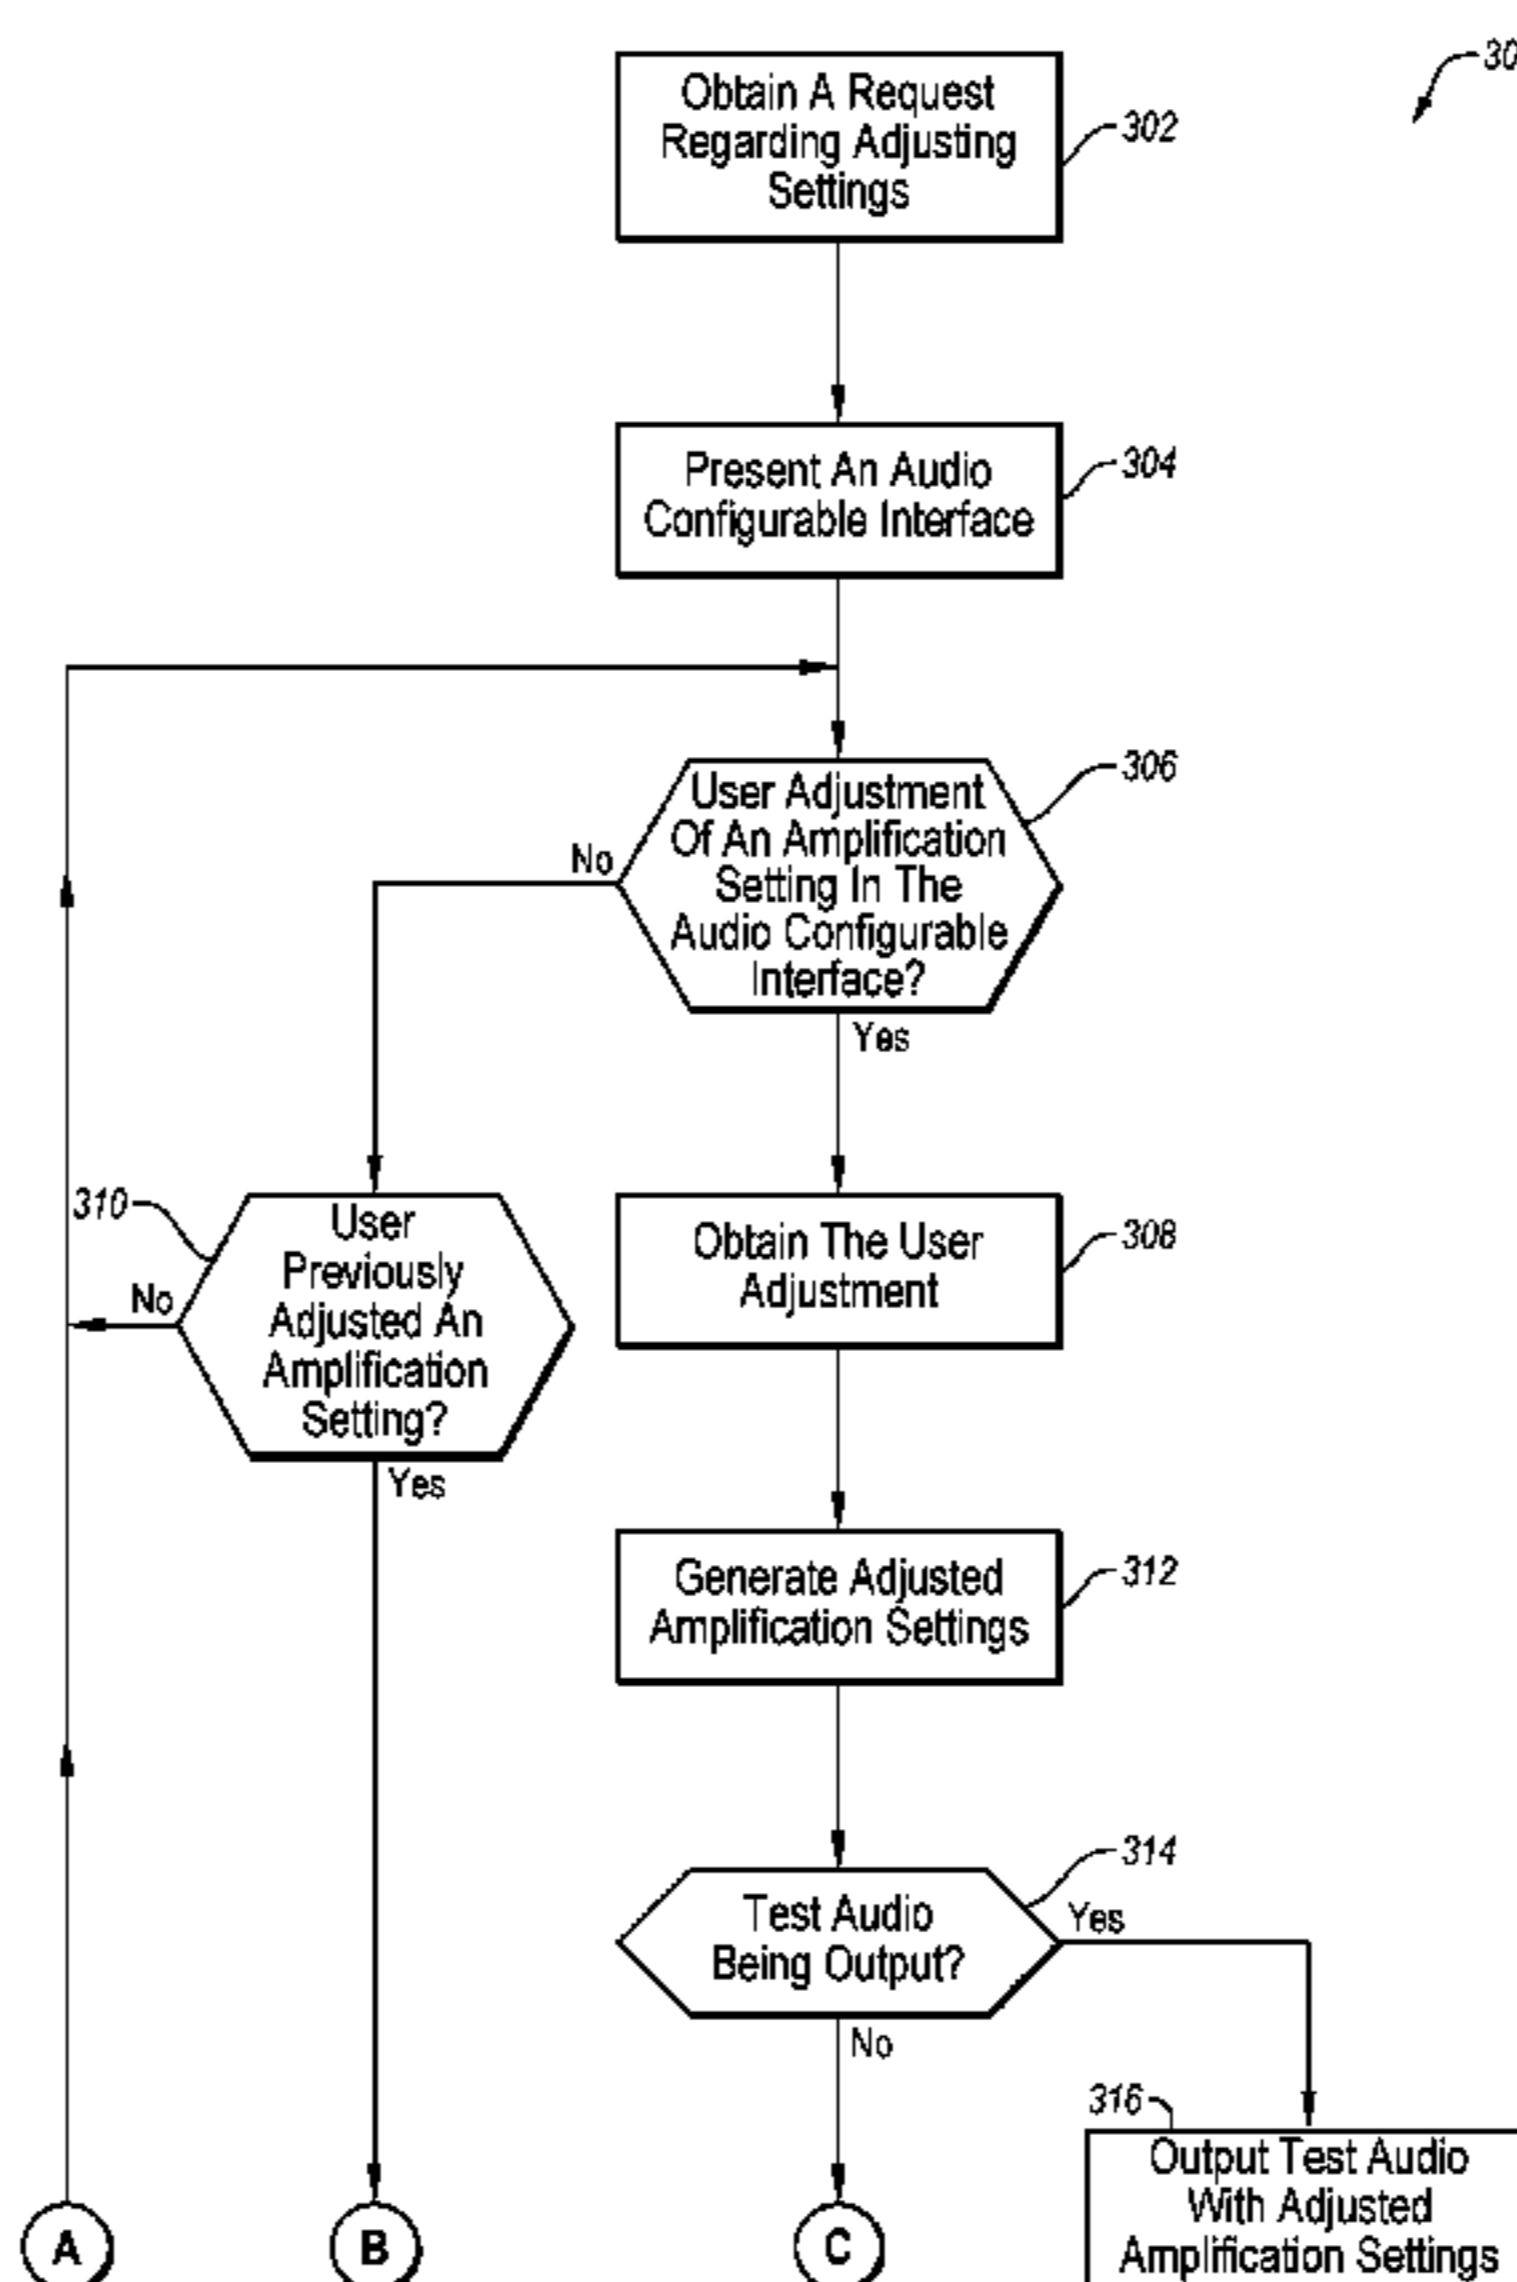 30
Obtain A Request
Regarding Adjusting
Settings
302
Present An Audio
Configurable Interface
304
User Adjustment
Of An Amplification
Setting In The
Audio Configurable
Interface?
306
No
Yes
310
User
Previously
Adjusted An
Amplification
Setting?
No
Yes
Obtain The User
Adjustment
308
Generate Adjusted
Amplification Settings
312
Test Audio
Being Output?
314
Yes
No
316
Output Test Audio
With Adjusted
Amplification Settings
A
B
C